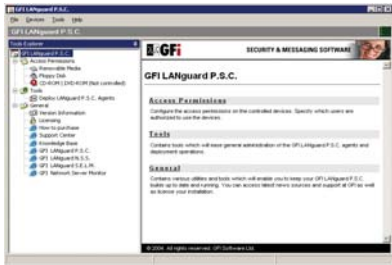 GFI LANguard P.S.C.
File Devices Tools Help
GFI LANguard P.S.C.
Tools Explorer
GFI LANguard P.S.C.
Access Permissions
Removable Media
Floppy Disk
CD-ROM / DVD-ROM (Not controlled)
Tools
Deploy LANguard P.S.C. Agents
General
Version Information
Licensing
How to purchase
Support Center
Knowledge Base
GFI LANguard P.S.C.
GFI LANguard N.S.S.
GFI LANguard S.E.L.M.
GFI Network Server Monitor
GFi
SECURITY & MESSAGING SOFTWARE
GFI LANguard P.S.C.
Access Permissions
Configure the access permissions on the controlled devices. Specify which users are
authorized to use the devices.
Tools
Contains tools which will ease general administration of the GFI LANguard P.S.C. agents and
deployment operations.
General
Contains various utilities and tools which will enable you to keep your GFI LANguard P.S.C.
builds up to date and running. You can access latest news sources and support at GFI as well
as license your installation.
© 2004. All rights reserved. GFI Software Ltd.